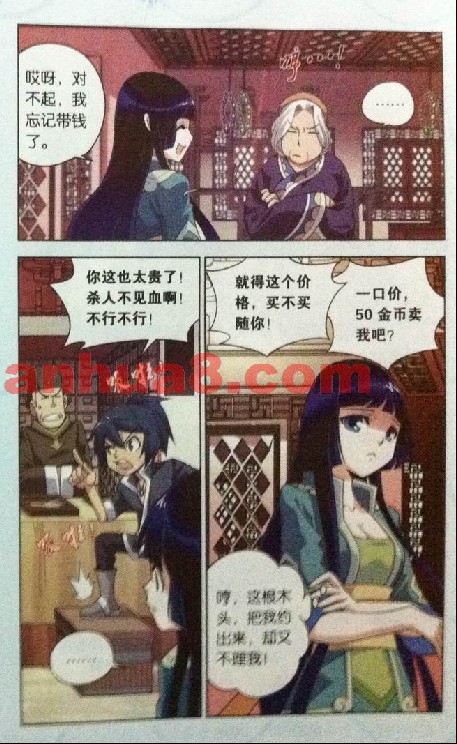 哎呀，对
不起，我
忘记带钱
了。
哼。。。!
……
你这也太贵了！
杀人不见血啊！
不行不行！
……
就得这个价
格，买不买
随你！
一口价，
50金币卖
我吧？
哼，这根木
头，把我约
出来，却又
不理我！
anhua8.com